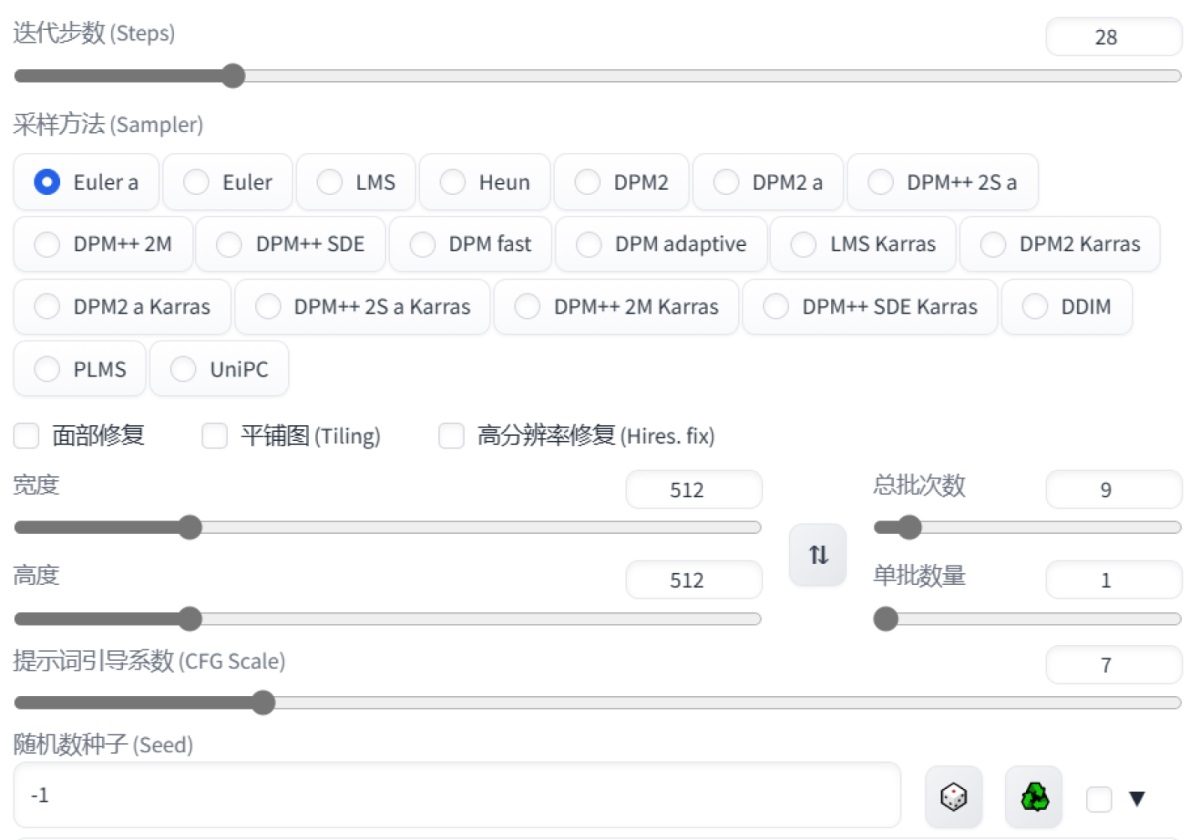 迭代步数 (Steps) 28
采样方法 (Sampler)
Euler a Euler LMS Heun DPM2 DPM2 a DPM++ 2S a
DPM++ 2M DPM++ SDE DPM fast DPM adaptive LMS Karras DPM2 Karras
DPM2 a Karras DPM++ 2S a Karras DPM++ 2M Karras DPM++ SDE Karras DDIM
PLMS UniPC
面部修复 平铺图 (Tiling) 高分辨率修复 (Hires. fix)
宽度 512 总批次数 9
高度 512 单批数量 1
提示词引导系数 (CFG Scale) 7
随机数种子 (Seed)
-1